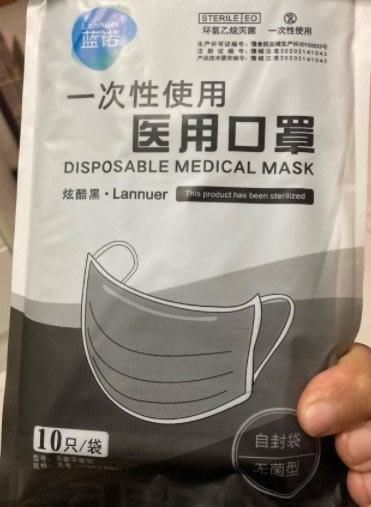 Lannuer
蓝诺
STERILE EO
环氧乙烷灭菌
②
一次性使用
一次性使用
医用口罩
DISPOSABLE MEDICAL MASK
炫酷黑·Lannuer
This product has been sterilized
10只/袋
自封袋
无菌型